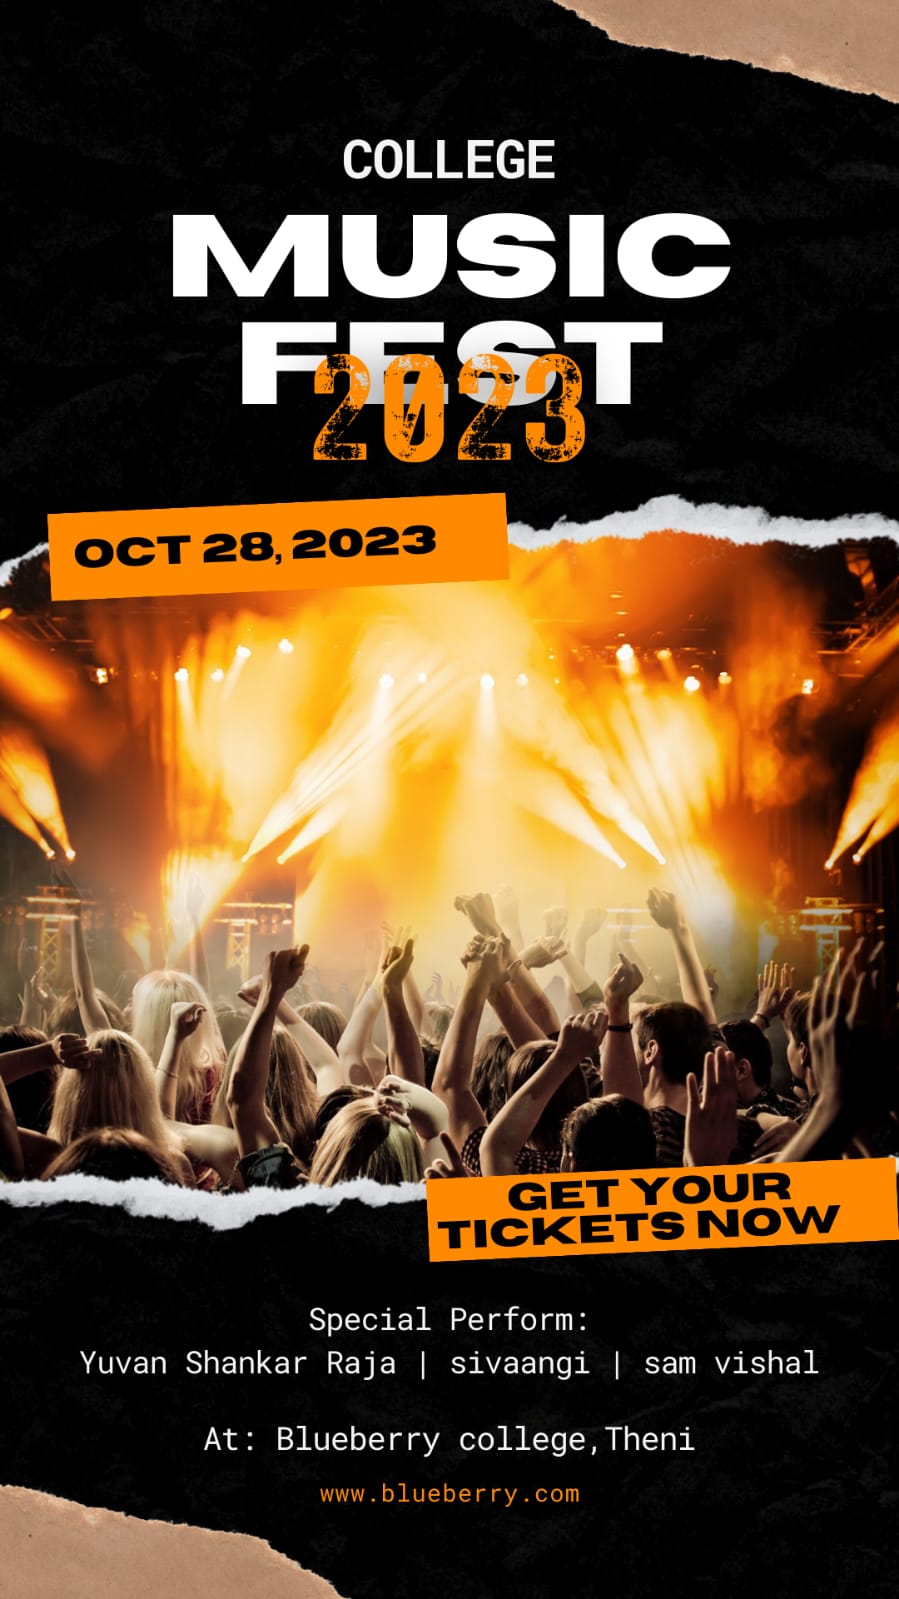 COLLEGE
MUSIC
FEST
2023
OCT 28, 2023
GET YOUR
TICKETS NOW
Special Perform:
Yuvan Shankar Raja | sivaangi | sam vishal
At: Blueberry college,Theni
www.blueberry.com